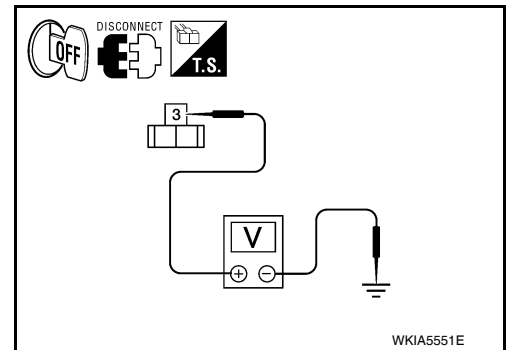 DISCONNECT
OFF
T.S.
3
V
+ −
WKIA5551E